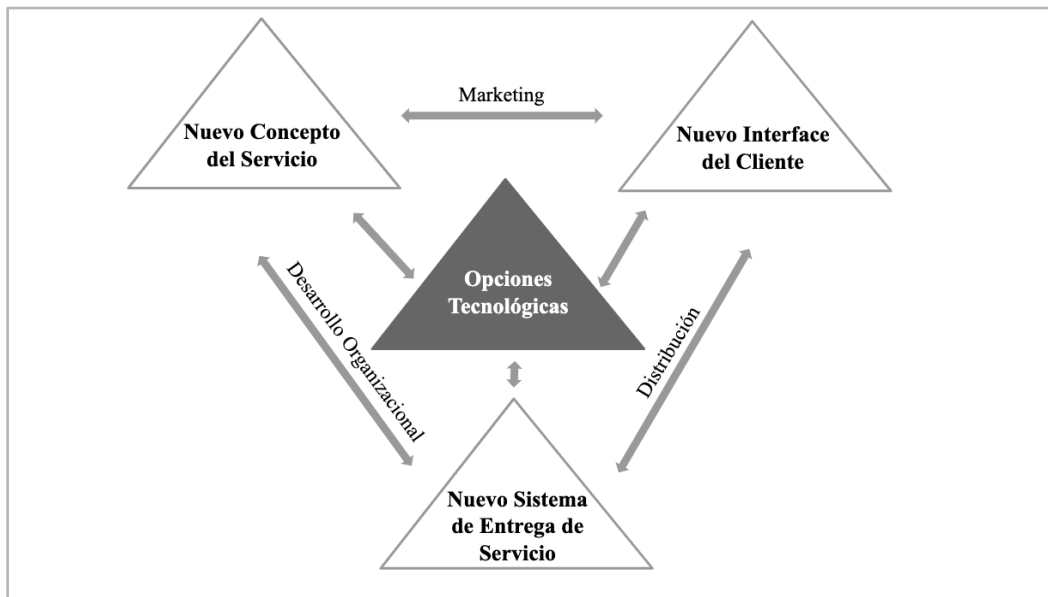 Marketing
Nuevo Concepto
del Servicio
Nuevo Interface
del Cliente
Opciones
Tecnológicas
Desarrollo Organizacional
Distribución
Nuevo Sistema
de Entrega de
Servicio